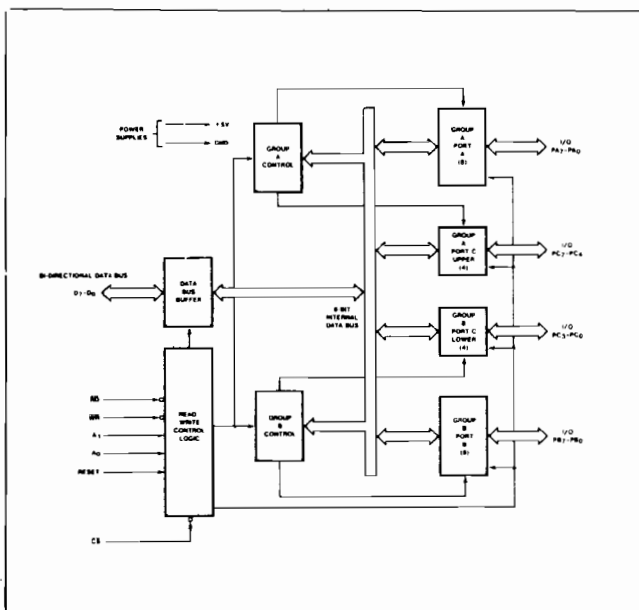 POWER
SUPPLIES
+5V
GND
GROUP
A
CONTROL
GROUP
A
PORT
A
(8)
I/O
PA7-PA0
GROUP
A
PORT C
UPPER
(4)
I/O
PC7-PC4
BI-DIRECTIONAL DATA BUS
D7-D0
DATA
BUS
BUFFER
8-BIT
INTERNAL
DATA BUS
GROUP
B
PORT C
LOWER
(4)
I/O
PC3-PC0
RD
WR
A1
A0
RESET
READ
WRITE
CONTROL
LOGIC
GROUP
B
CONTROL
GROUP
B
PORT
B
(8)
I/O
PB7-PB0
CS